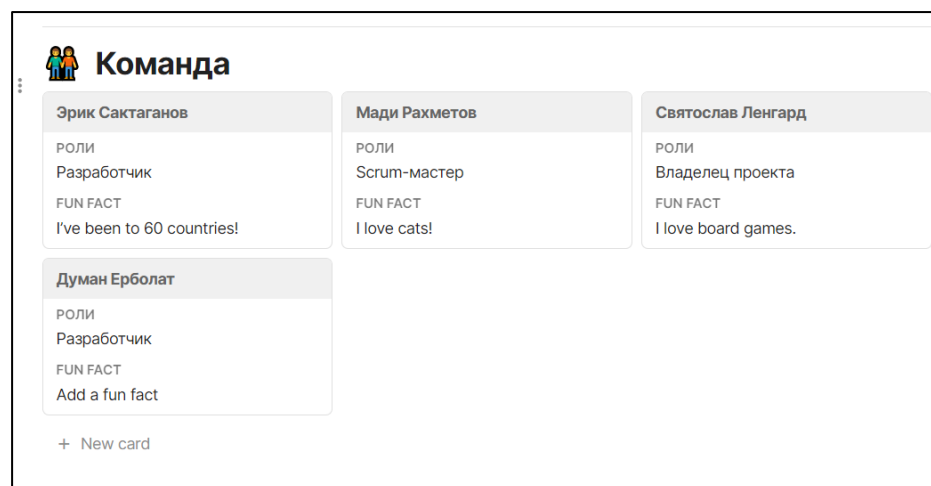 Команда
Эрик Сактаганов
РОЛИ
Разработчик
FUN FACT
I’ve been to 60 countries!
Мади Рахметов
РОЛИ
Scrum-мастер
FUN FACT
I love cats!
Святослав Ленгард
РОЛИ
Владелец проекта
FUN FACT
I love board games.
Думан Ерболат
РОЛИ
Разработчик
FUN FACT
Add a fun fact
+ New card